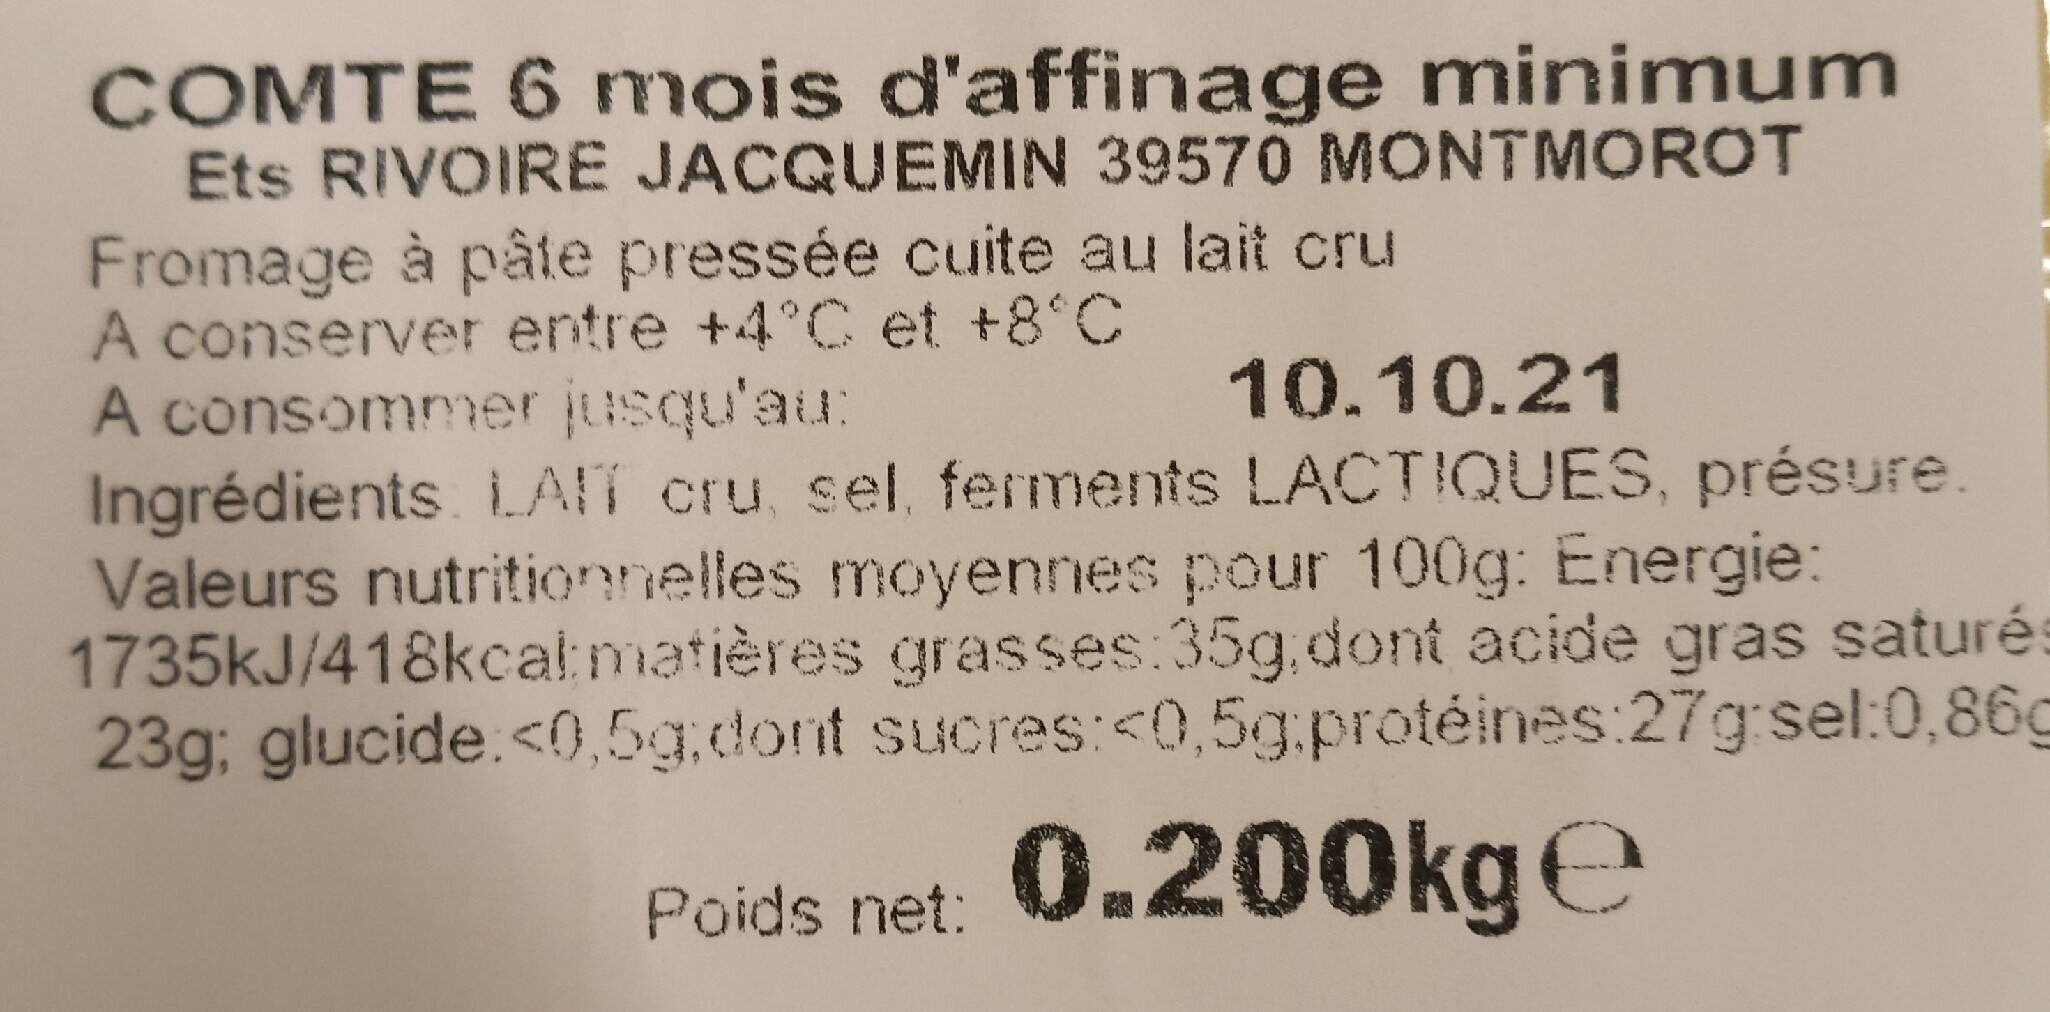 COMTE 6 mois d'affinage minimum
Ets RIVOIRE JACQUEMIN 39570 MONTMOROT
Fromage à pâte pressée cuite au lait cru
A conserver entre +4°C et +8°C
A consommer jusqu'au: 10.10.21
Ingrédients: LAIT cru, sel, ferments LACTIQUES, présure.
Valeurs nutritionnelles moyennes pour 100g: Energie:
1735kJ/418kcal;matières grasses:35g;dont acide gras saturés
23g; glucide:<0,5g;dont sucres:<0,5g;protéines:27g;sel:0,86g
Poids net: 0.200kg ℮